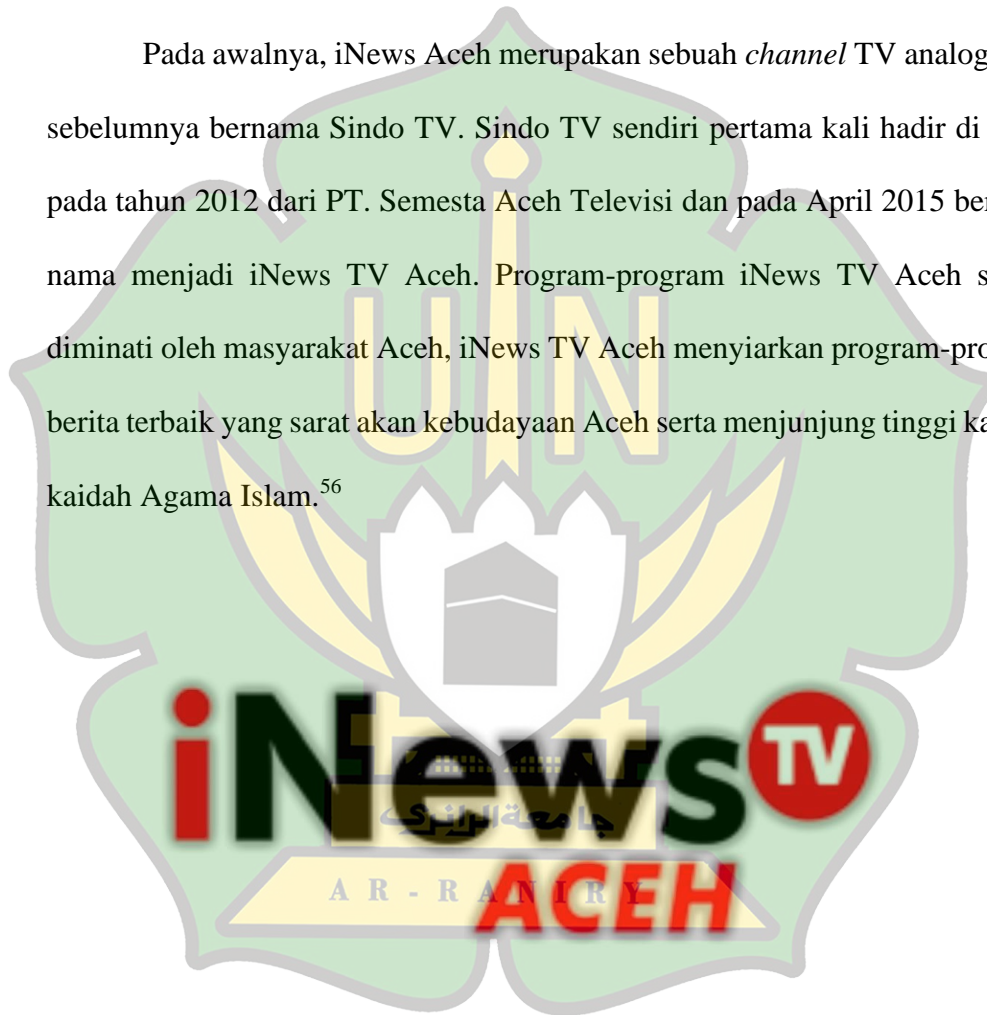 Pada awalnya, iNews Aceh merupakan sebuah channel TV analog
sebelumnya bernama Sindo TV. Sindo TV sendiri pertama kali hadir di
pada tahun 2012 dari PT. Semesta Aceh Televisi dan pada April 2015 ber
nama menjadi iNews TV Aceh. Program-program iNews TV Aceh s
diminati oleh masyarakat Aceh, iNews TV Aceh menyiarkan program-pro
berita terbaik yang sarat akan kebudayaan Aceh serta menjunjung tinggi ka
kaidah Agama Islam.56
UIN
iNews TV
جامعة الرانري
ACEH
AR-RANIRY